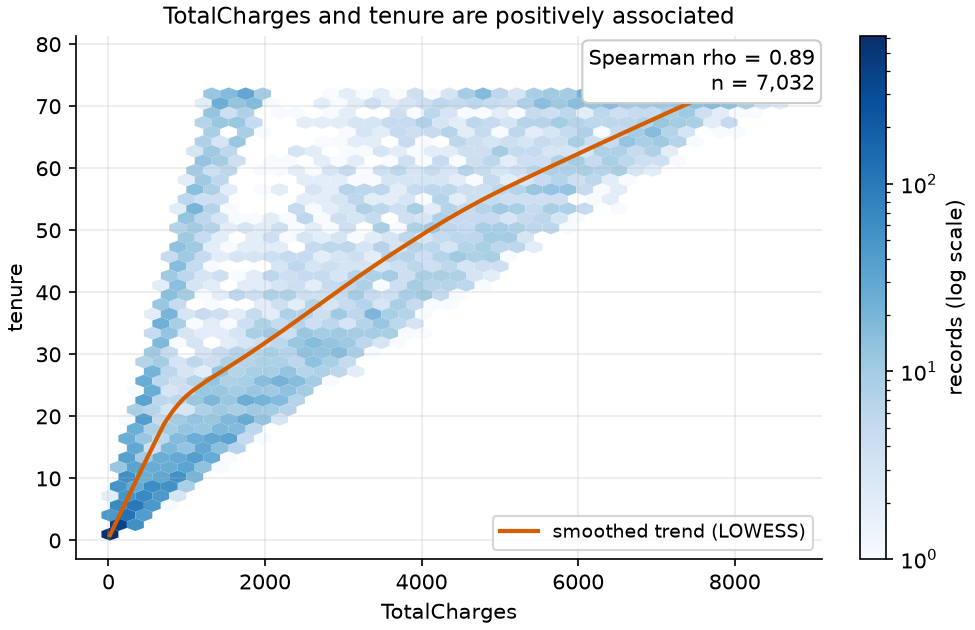 TotalCharges and tenure are positively associated
Spearman rho = 0.89
n = 7,032
80
70
60
50
40
30
20
10
0
tenure
0 2000 4000 6000 8000
TotalCharges
smoothed trend (LOWESS)
10²
10¹
10⁰
records (log scale)